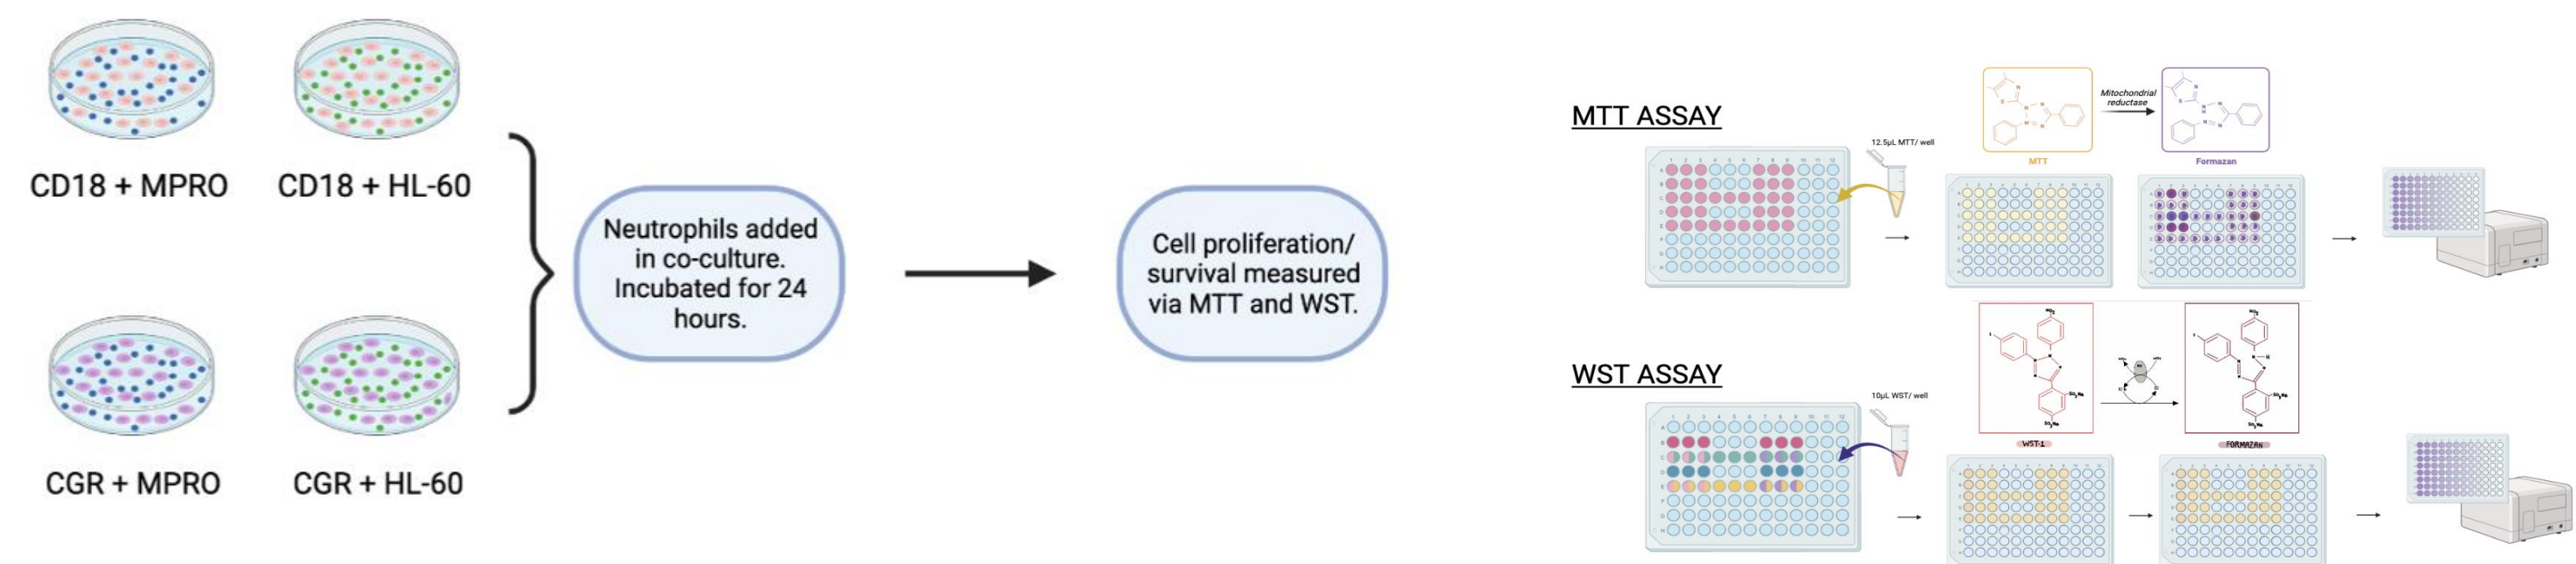 CD18 + MPRO
CD18 + HL-60
CGR + MPRO
CGR + HL-60
Neutrophils added
in co-culture.
Incubated for 24
hours.
Cell proliferation/
survival measured
via MTT and WST.
MTT ASSAY
12.5µL MTT/ well
Mitochondrial
reductase
MTT
Formazan
WST ASSAY
10µL WST/ well
WST-1
FORMAZAN